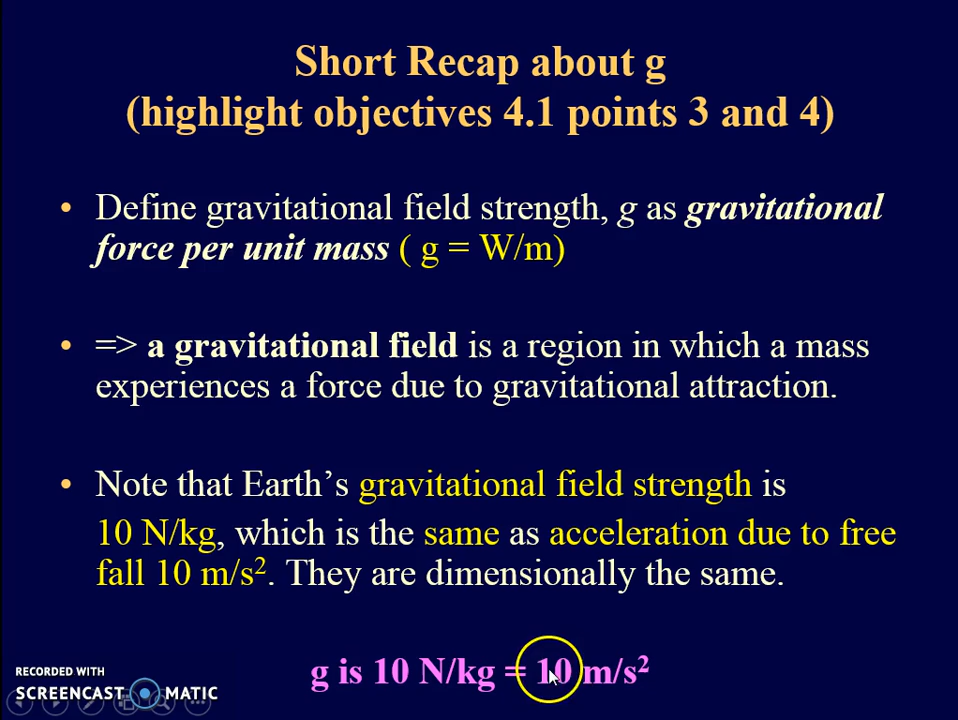 Short Recap about g
(highlight objectives 4.1 points 3 and 4)
• Define gravitational field strength, g as gravitational
force per unit mass ( g = W/m)
• => a gravitational field is a region in which a mass
experiences a force due to gravitational attraction.
• Note that Earth’s gravitational field strength is
10 N/kg, which is the same as acceleration due to free
fall 10 m/s². They are dimensionally the same.
g is 10 N/kg = 10 m/s²
RECORDED WITH
SCREENCAST MATIC